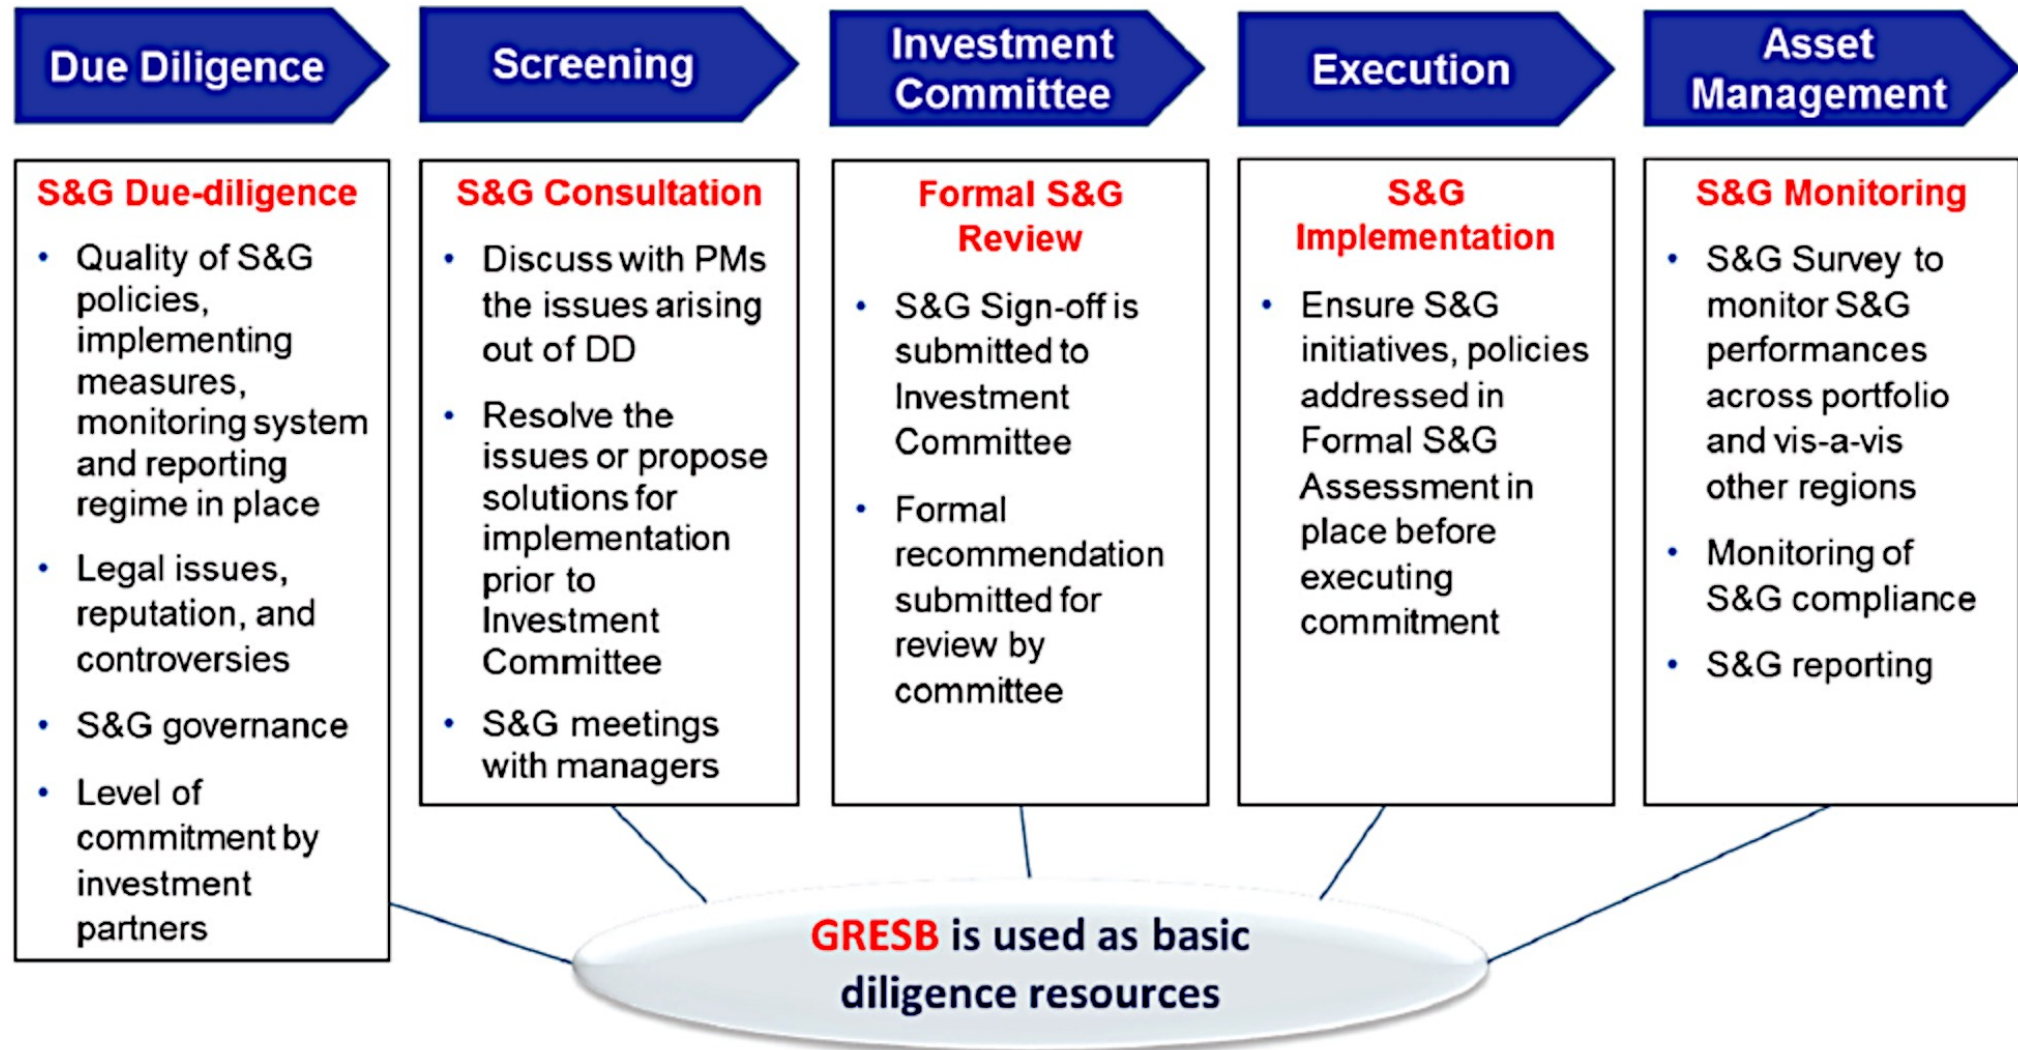 Due Diligence
Screening
Investment
Committee
Execution
Asset
Management
S&G Due-diligence
• Quality of S&G
policies,
implementing
measures,
monitoring system
and reporting
regime in place
• Legal issues,
reputation, and
controversies
• S&G governance
• Level of
commitment by
investment
partners
S&G Consultation
• Discuss with PMs
the issues arising
out of DD
• Resolve the
issues or propose
solutions for
implementation
prior to
Investment
Committee
• S&G meetings
with managers
Formal S&G
Review
• S&G Sign-off is
submitted to
Investment
Committee
• Formal
recommendation
submitted for
review by
committee
S&G
Implementation
• Ensure S&G
initiatives, policies
addressed in
Formal S&G
Assessment in
place before
executing
commitment
S&G Monitoring
• S&G Survey to
monitor S&G
performances
across portfolio
and vis-a-vis
other regions
• Monitoring of
S&G compliance
• S&G reporting
GRESB is used as basic
diligence resources